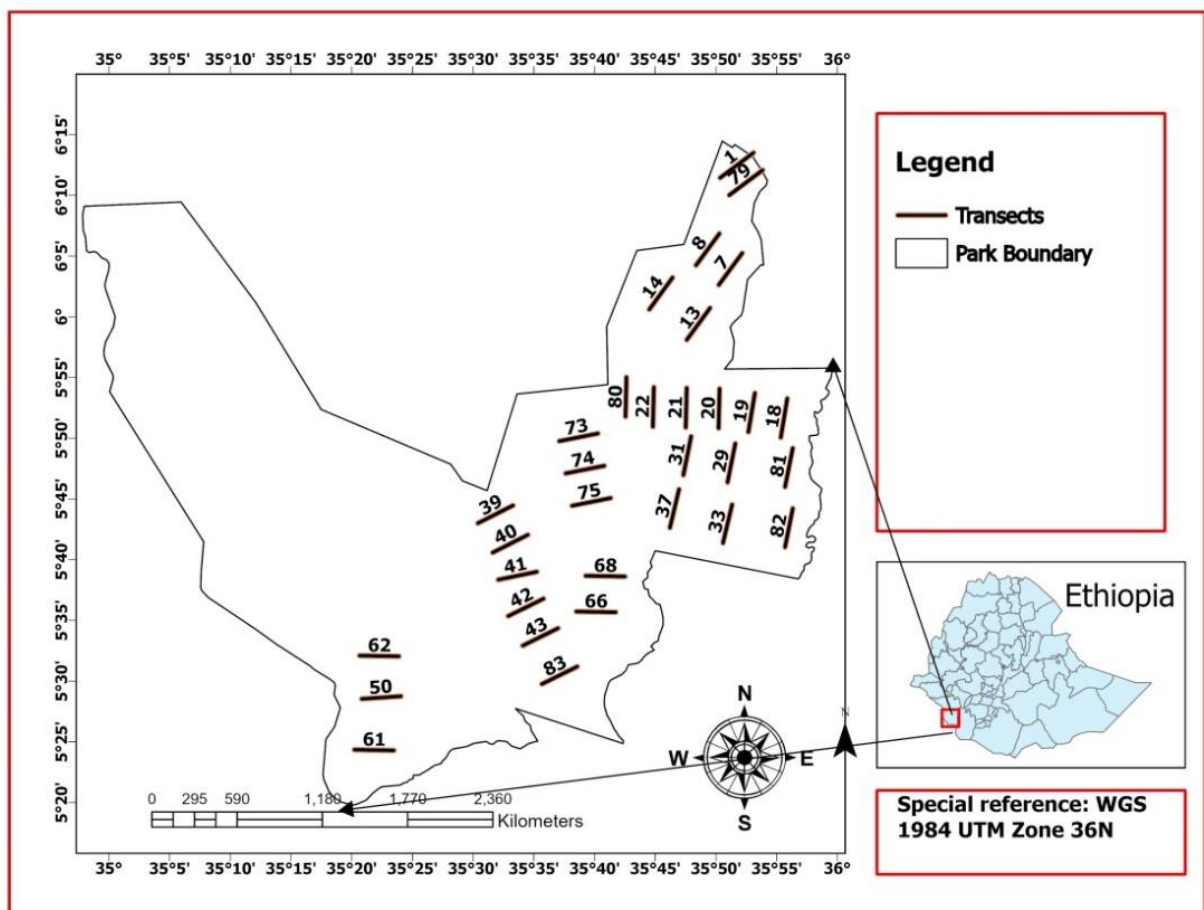 35° 35°5' 35°10' 35°15' 35°20' 35°25' 35°30' 35°35' 35°40' 35°45' 35°50' 35°55' 36°
6°15'
6°10'
6°5'
6°
5°55'
5°50'
5°45'
5°40'
5°35'
5°30'
5°25'
5°20'
1
79
8
7
14
13
80 22 21 20 19 18
73
74
75
31 29 81
37 33 82
39
40
41
42
43
83
68
66
62
50
61
N
W E
S
N
0 295 590 1,180 1,770 2,360
Kilometers
35° 35°5' 35°10' 35°15' 35°20' 35°25' 35°30' 35°35' 35°40' 35°45' 35°50' 35°55' 36°
Legend
Transects
Park Boundary
Ethiopia
Special reference: WGS
1984 UTM Zone 36N